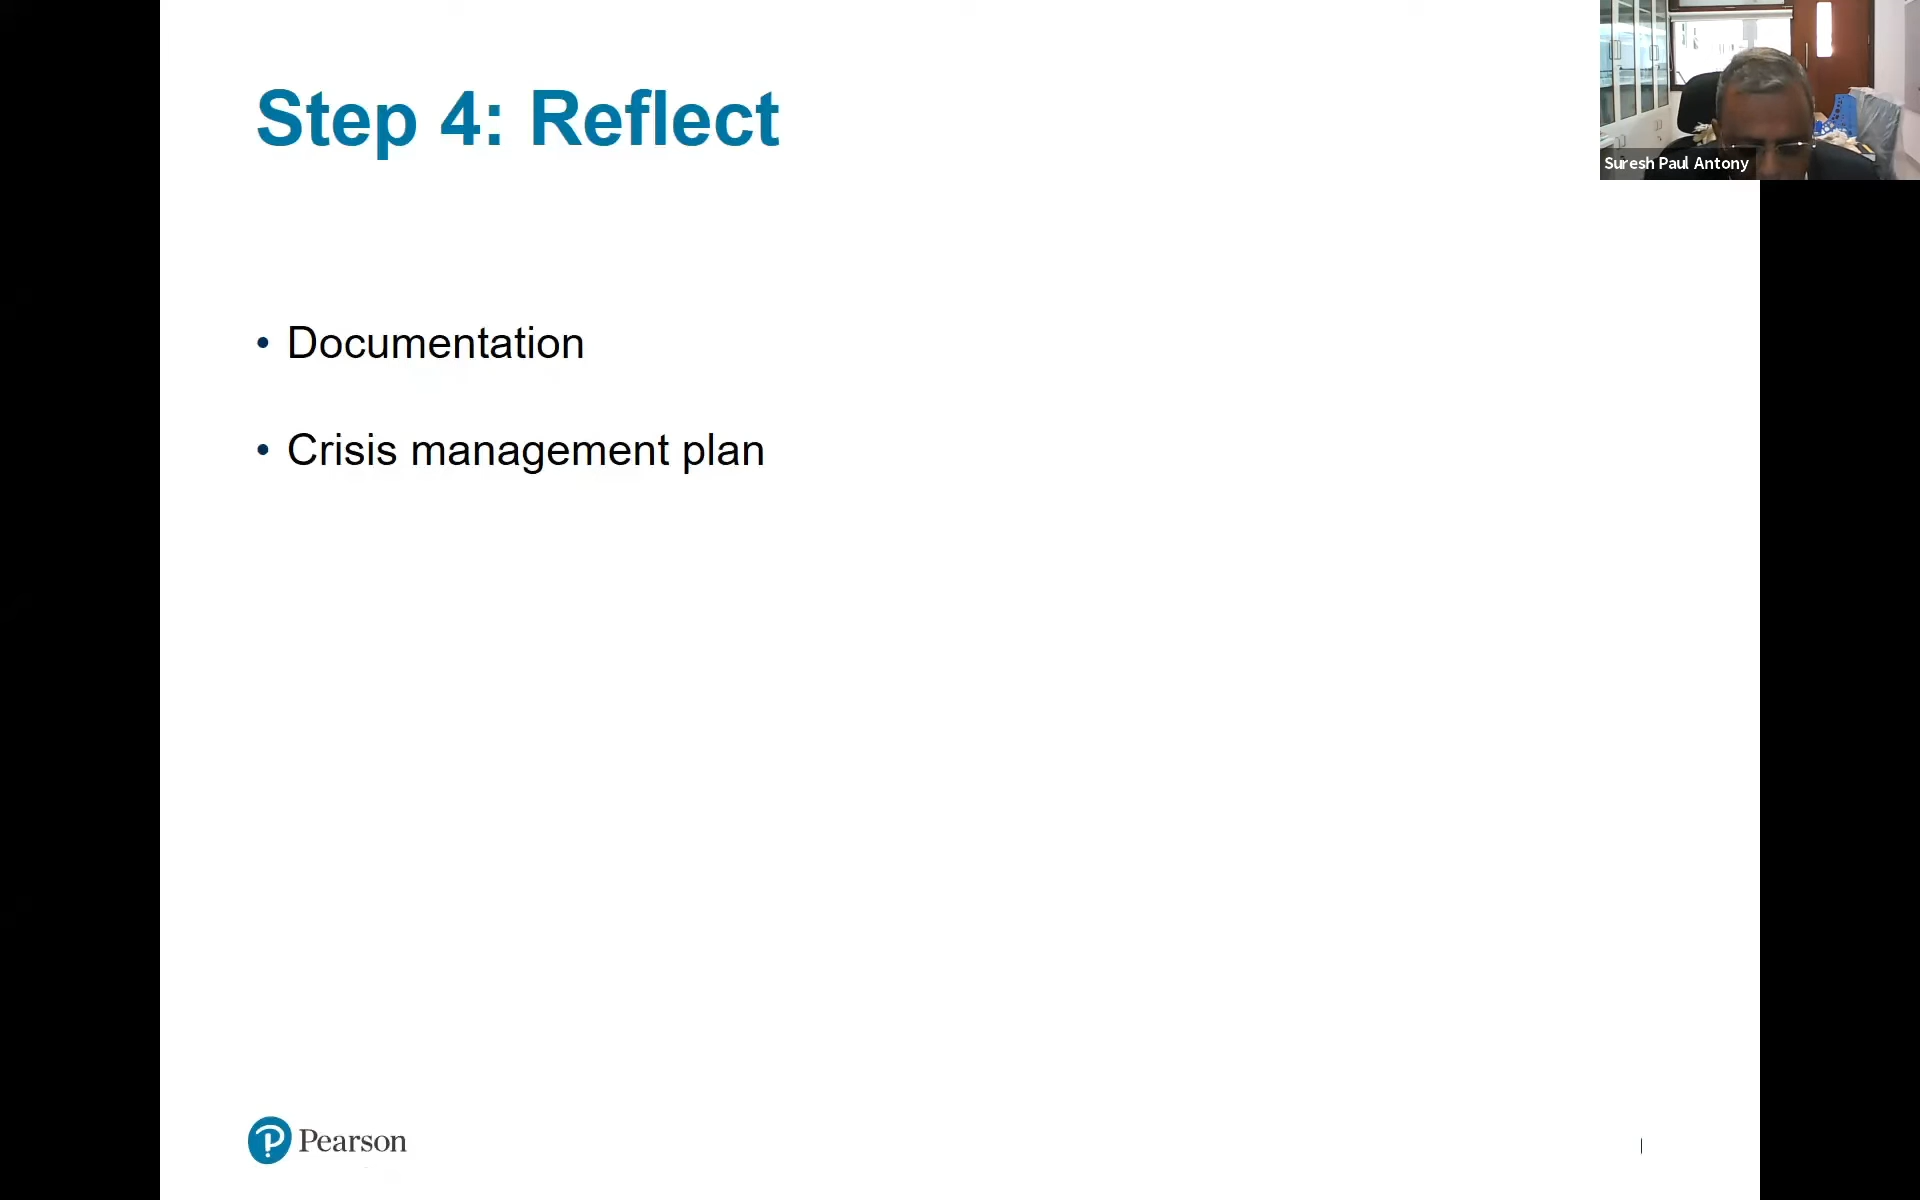 Step 4: Reflect
Suresh Paul Antony
• Documentation
• Crisis management plan
Pearson